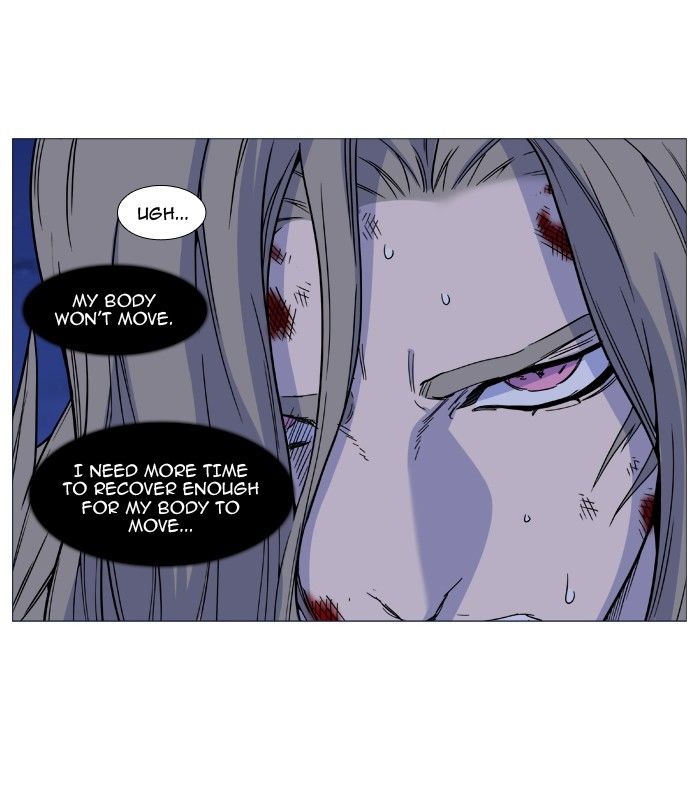 UGH...
MY BODY
WON'T MOVE.
I NEED MORE TIME
TO RECOVER ENOUGH
FOR MY BODY TO
MOVE...